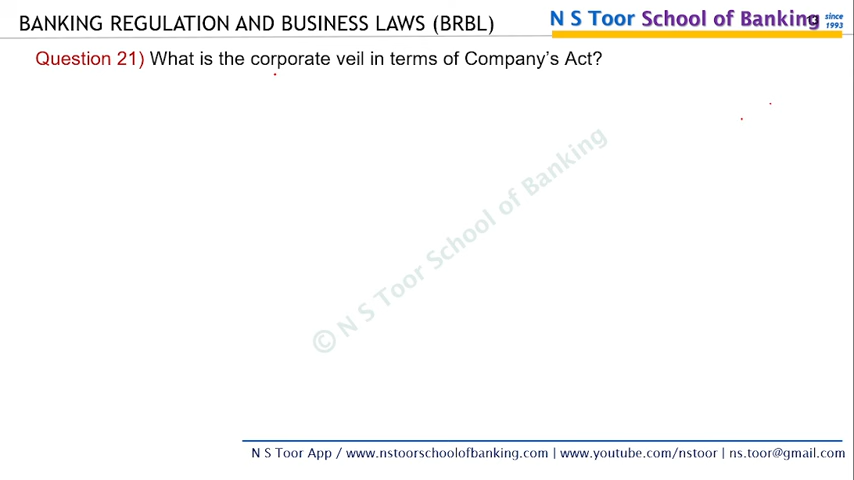 BANKING REGULATION AND BUSINESS LAWS (BRBL)
N S Toor School of Banking since 1993
Question 21) What is the corporate veil in terms of Company's Act?
© N S Toor School of Banking
N S Toor App / www.nstoorschoolofbanking.com | www.youtube.com/nstoor | ns.toor@gmail.com